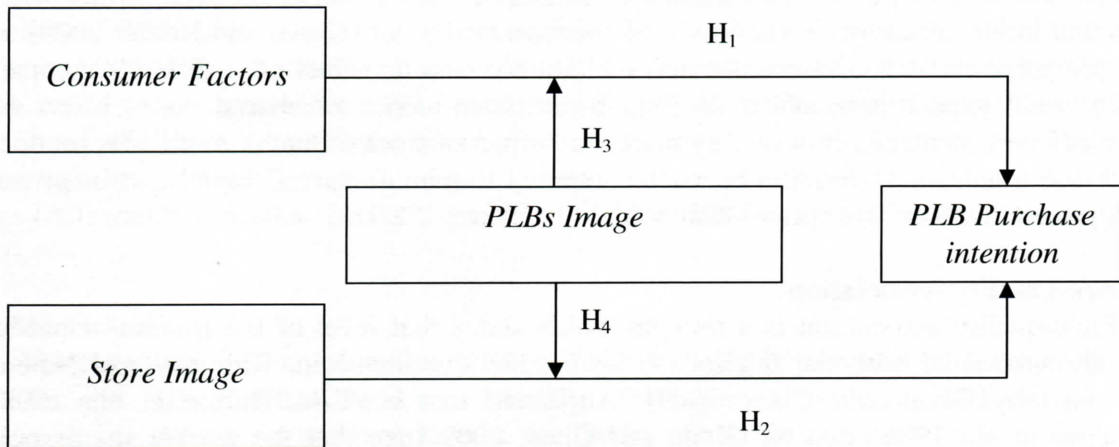 H1
Consumer Factors
H3
PLBs Image
PLB Purchase
intention
H4
Store Image
H2